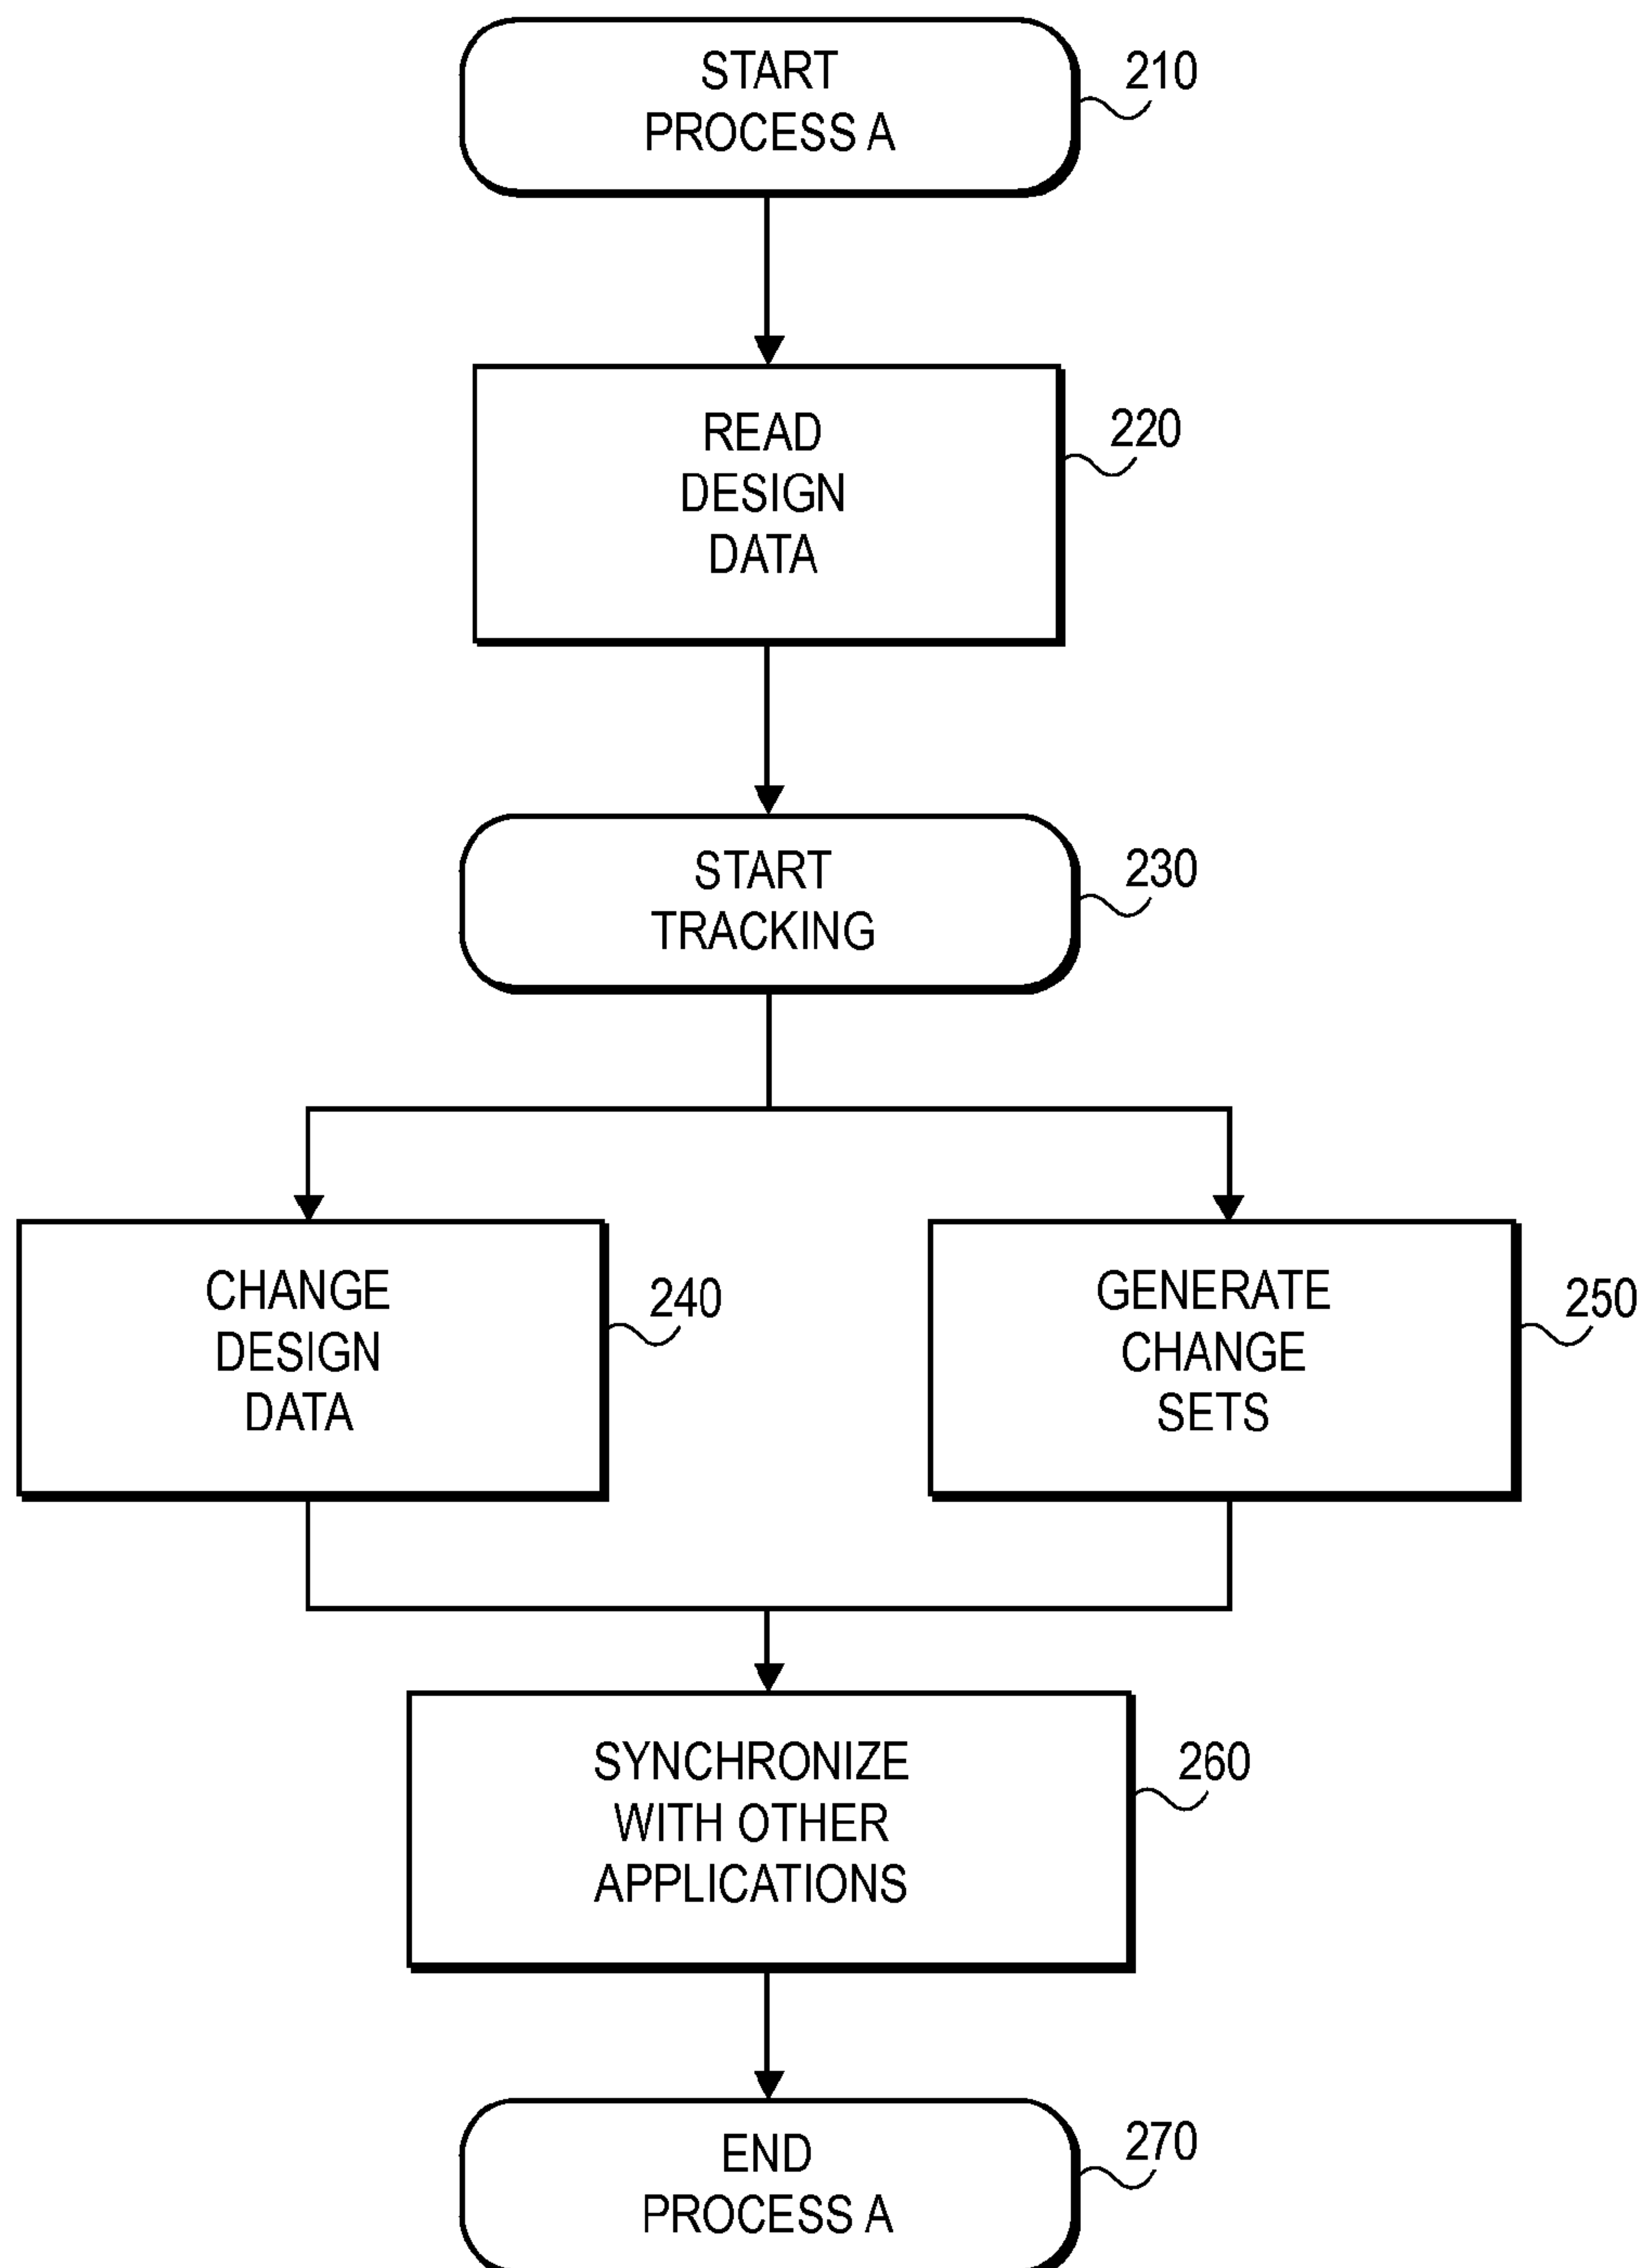 START
PROCESS A
210
READ
DESIGN
DATA
220
START
TRACKING
230
CHANGE
DESIGN
DATA
240
GENERATE
CHANGE
SETS
250
SYNCHRONIZE
WITH OTHER
APPLICATIONS
260
END
PROCESS A
270